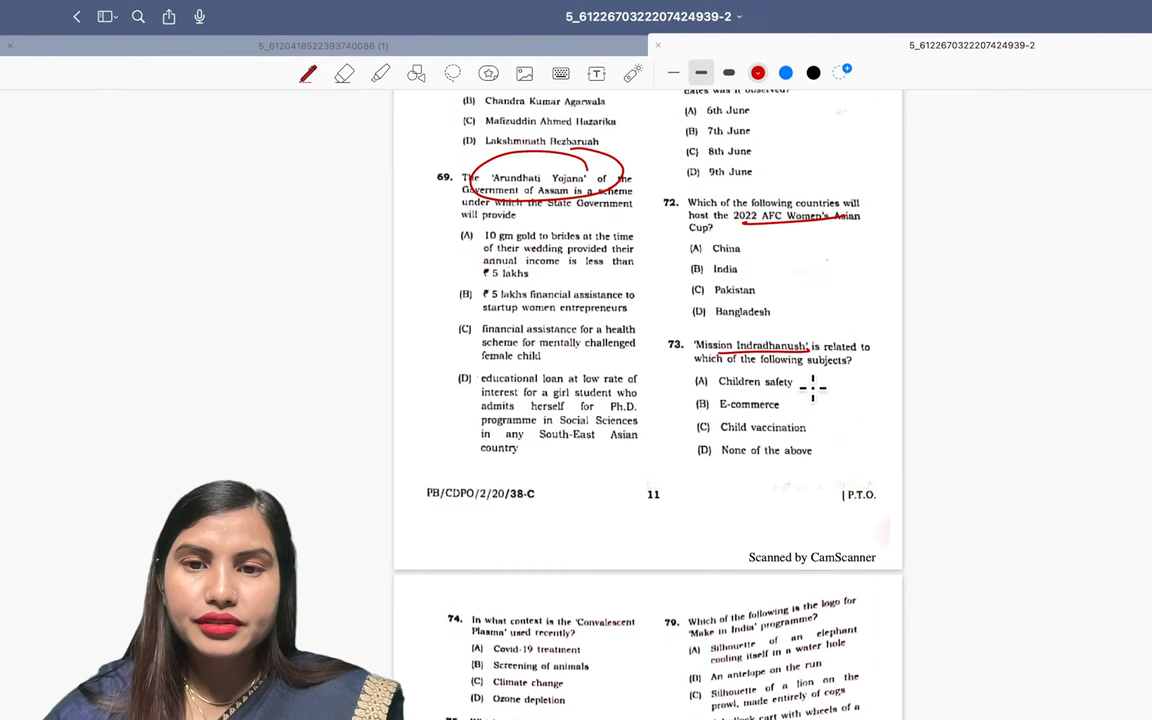 5_6122670322207424939-2
5_6120418522393740086 (1)
5_6122670322207424939-2
(B) Chandra Kumar Agarwala
(C) Mafizuddin Ahmed Hazarika
(D) Lakshminath Bezbaruah
69. The 'Arundhati Yojana' of the
Government of Assam is a scheme
under which the State Government
will provide
(A) 10 gm gold to brides at the time
of their wedding provided their
annual income is less than
₹ 5 lakhs
(B) ₹ 5 lakhs financial assistance to
startup women entrepreneurs
(C) financial assistance for a health
scheme for mentally challenged
female child
(D) educational loan at low rate of
interest for a girl student who
admits herself for Ph.D.
programme in Social Sciences
in any South-East Asian
country
dates was it observed?
(A) 6th June
(B) 7th June
(C) 8th June
(D) 9th June
72. Which of the following countries will
host the 2022 AFC Women's Asian
Cup?
(A) China
(B) India
(C) Pakistan
(D) Bangladesh
73. 'Mission Indradhanush' is related to
which of the following subjects?
(A) Children safety
(B) E-commerce
(C) Child vaccination
(D) None of the above
PB/CDPO/2/20/38-C
11
[ P.T.O.
Scanned by CamScanner
74. In what context is the 'Convalescent
Plasma' used recently?
(A) Covid-19 treatment
(B) Screening of animals
(C) Climate change
(D) Ozone depletion
79. Which of the following is the logo for
'Make in India' programme?
(A) Silhouette of an elephant
cooling itself in a water hole
(B) An antelope on the run
(C) Silhouette of a lion on the
prowl, made entirely of cogs
cart with wheels of a